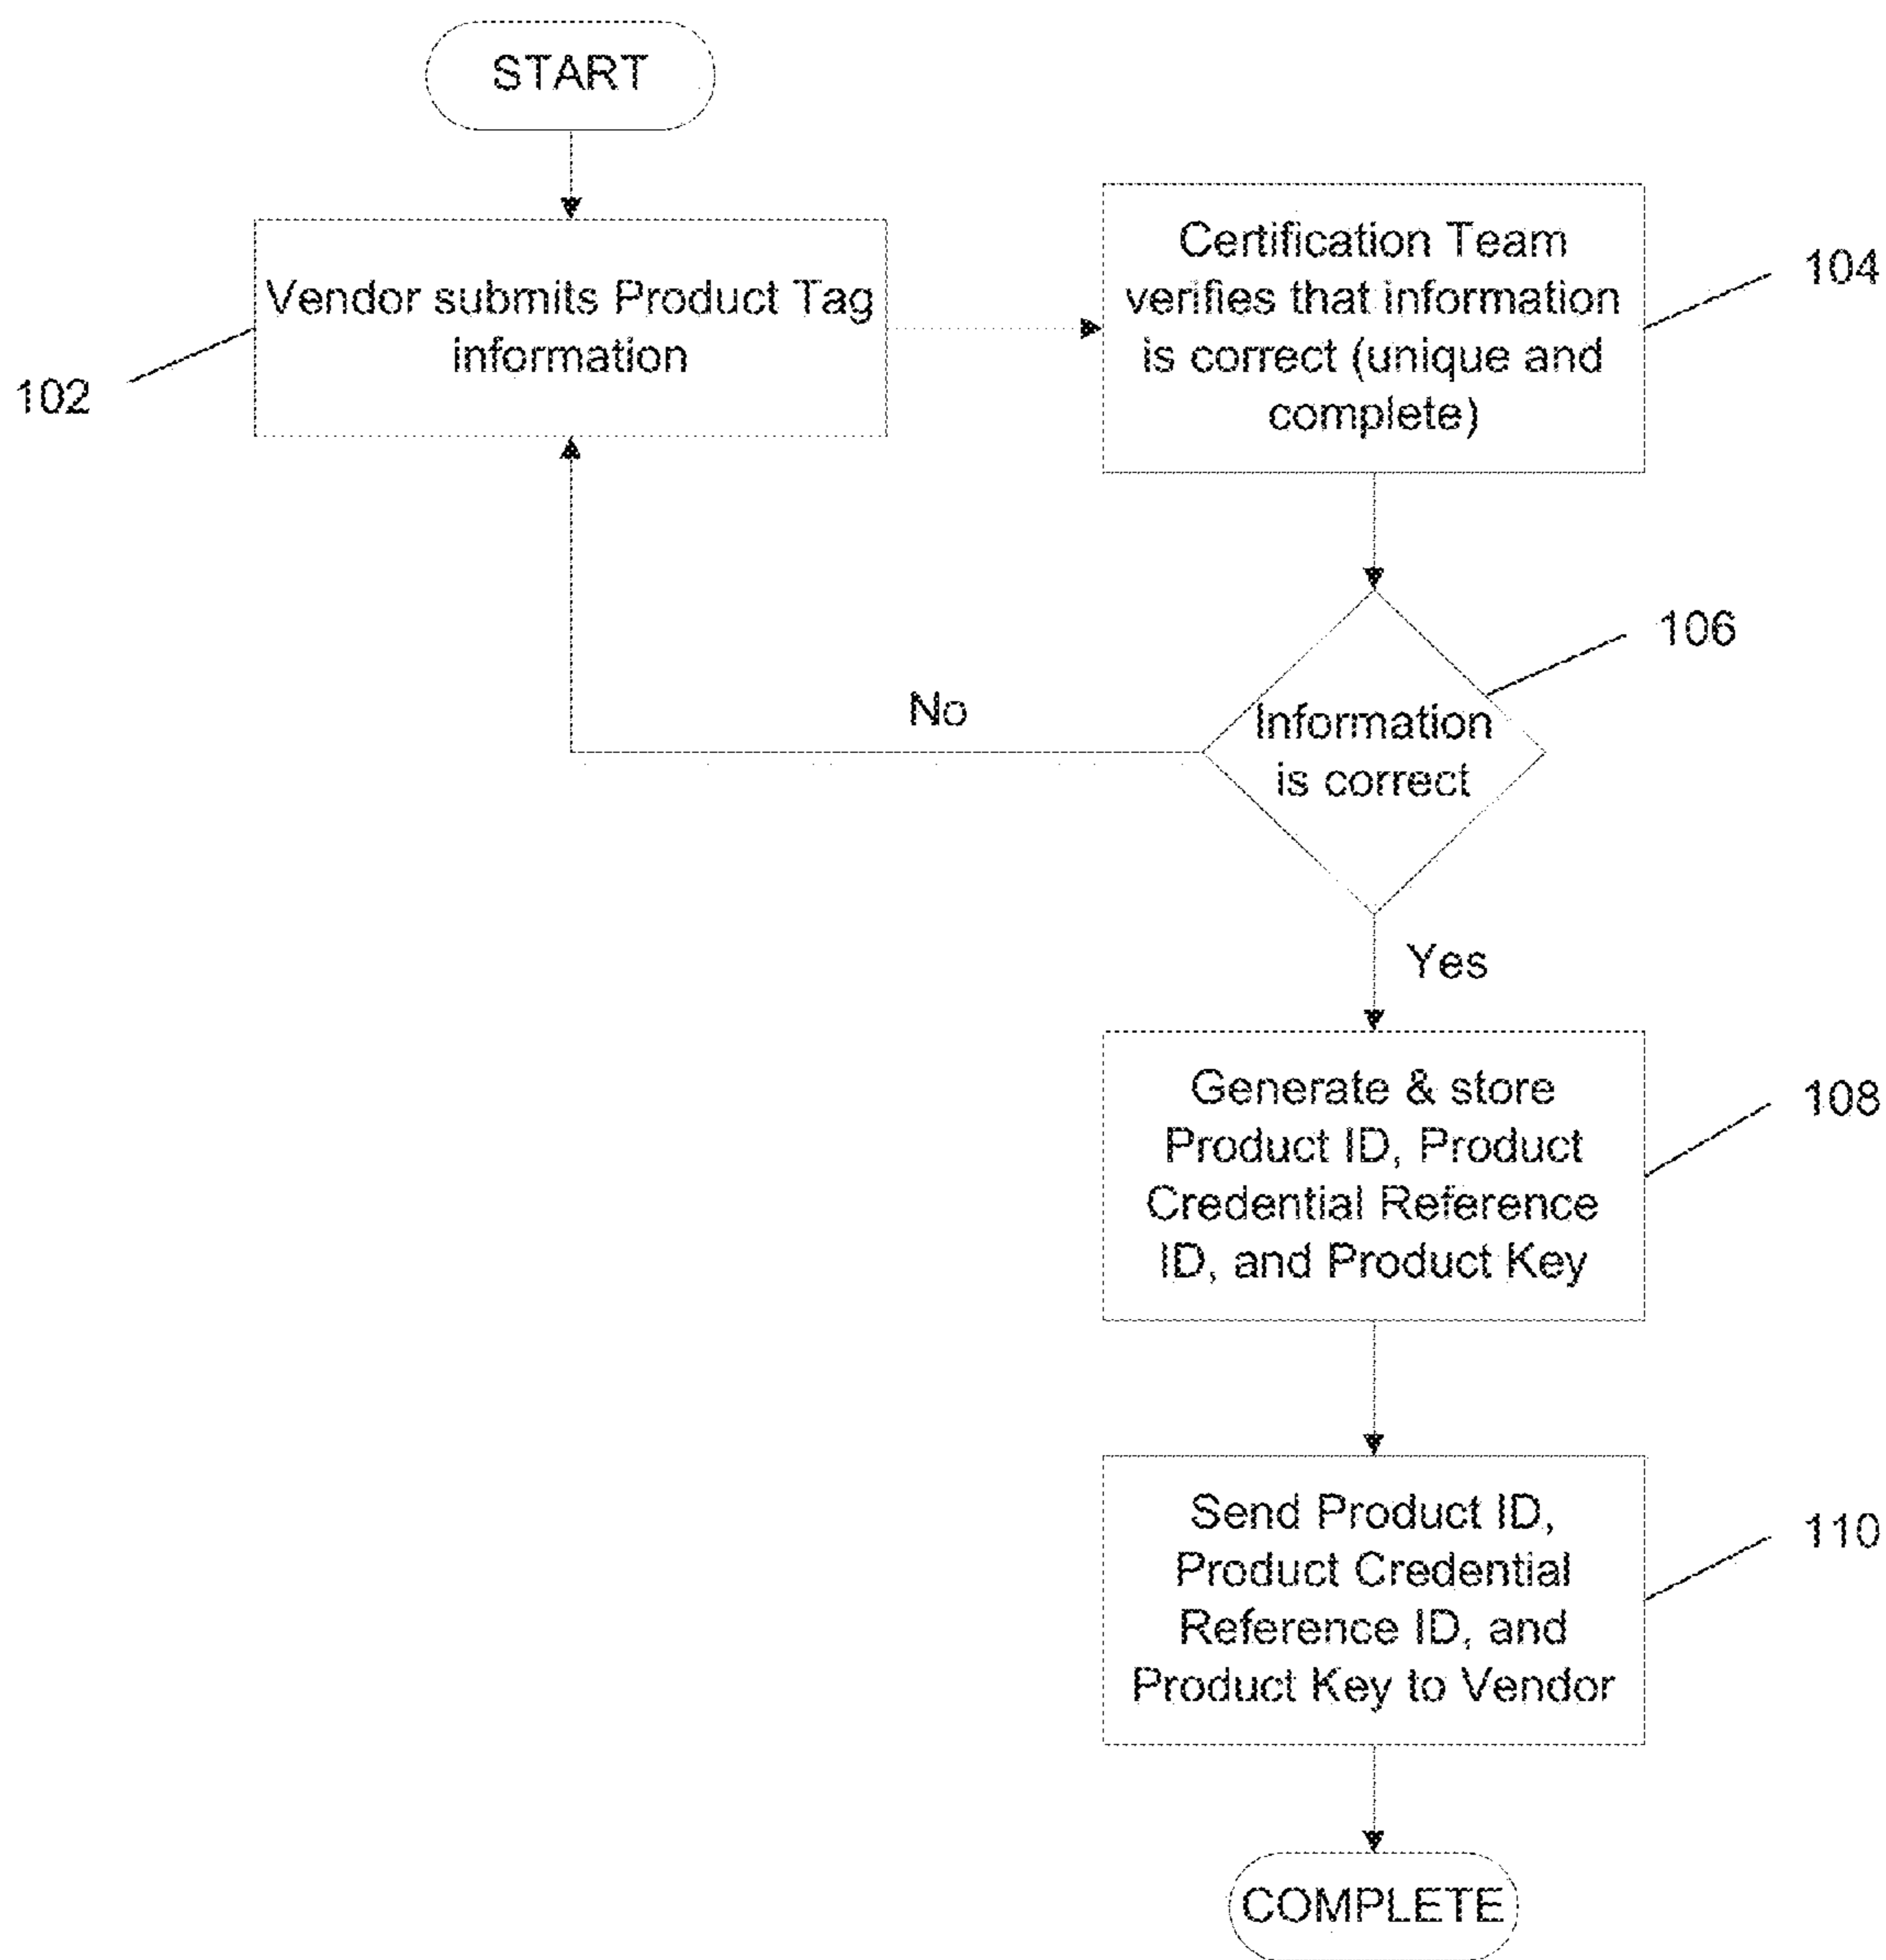 START
Vendor submits Product Tag
information
102
Certification Team
verifies that information
is correct (unique and
complete)
104
106
Information
is correct
No
Yes
Generate & store
Product ID, Product
Credential Reference
ID, and Product Key
108
Send Product ID,
Product Credential
Reference ID, and
Product Key to Vendor
110
COMPLETE